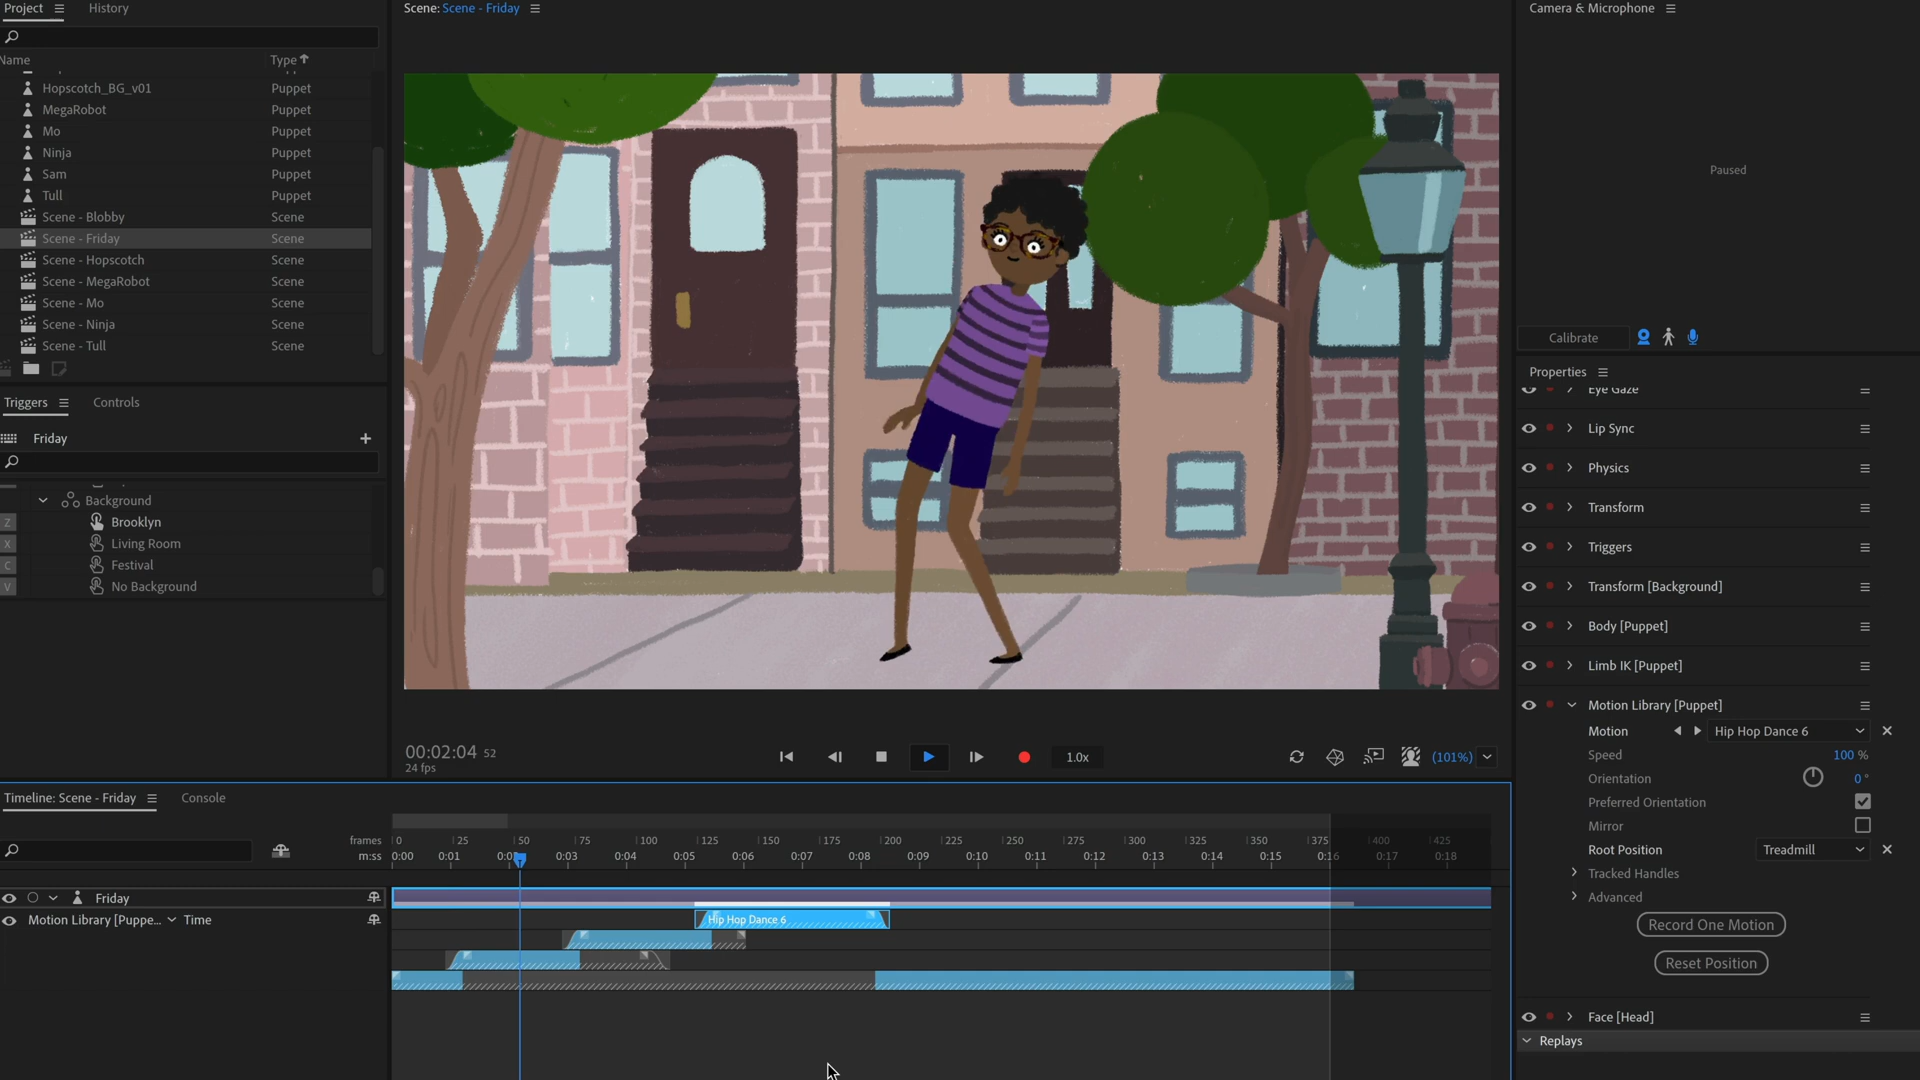 Project
History
Name
Type
Hopscotch_BG_v01 Puppet
MegaRobot Puppet
Mo Puppet
Ninja Puppet
Sam Puppet
Tull Puppet
Scene - Blobby Scene
Scene - Friday Scene
Scene - Hopscotch Scene
Scene - MegaRobot Scene
Scene - Mo Scene
Scene - Ninja Scene
Scene - Tull Scene
Triggers
Controls
Friday
Background
Z Brooklyn
X Living Room
C Festival
V No Background
Scene: Scene - Friday
00:02:04 52
24 fps
1.0x
(101%)
Camera & Microphone
Paused
Calibrate
Properties
Eye Gaze
Lip Sync
Physics
Transform
Triggers
Transform [Background]
Body [Puppet]
Limb IK [Puppet]
Motion Library [Puppet]
Motion Hip Hop Dance 6
Speed 100 %
Orientation 0 °
Preferred Orientation
Mirror
Root Position Treadmill
Tracked Handles
Advanced
Record One Motion
Reset Position
Face [Head]
Replays
Timeline: Scene - Friday
Console
frames 0 25 50 75 100 125 150 175 200 225 250 275 300 325 350 375 400 425
m:ss 0:00 0:01 0:03 0:04 0:05 0:06 0:07 0:08 0:09 0:10 0:11 0:12 0:13 0:14 0:15 0:16 0:17 0:18
Friday
Motion Library [Puppe... Time
Hip Hop Dance 6